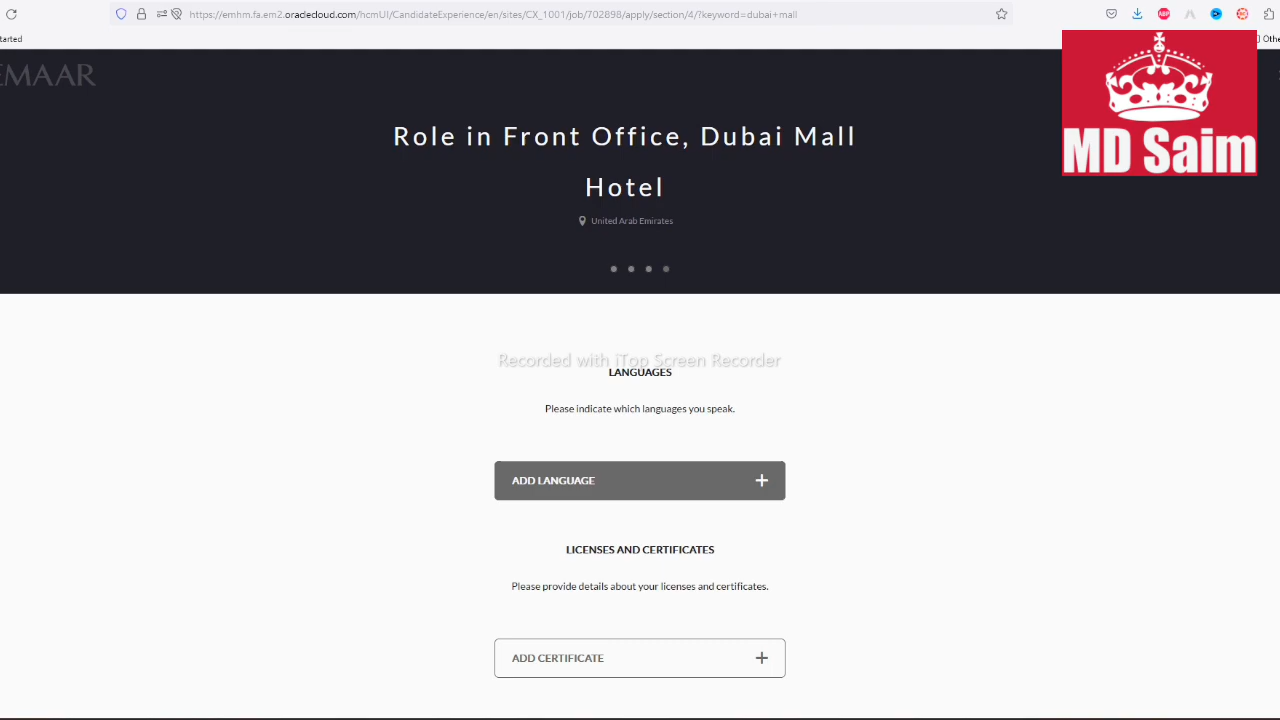 https://emhm.fa.em2.oraclecloud.com/hcmUI/CandidateExperience/en/sites/CX_1001/job/702898/apply/section/4/?keyword=dubai+mall
ABP
tarted
Othe
EMAAR
MD Saim
Role in Front Office, Dubai Mall
Hotel
United Arab Emirates
Recorded with iTop Screen Recorder
LANGUAGES
Please indicate which languages you speak.
ADD LANGUAGE
LICENSES AND CERTIFICATES
Please provide details about your licenses and certificates.
ADD CERTIFICATE